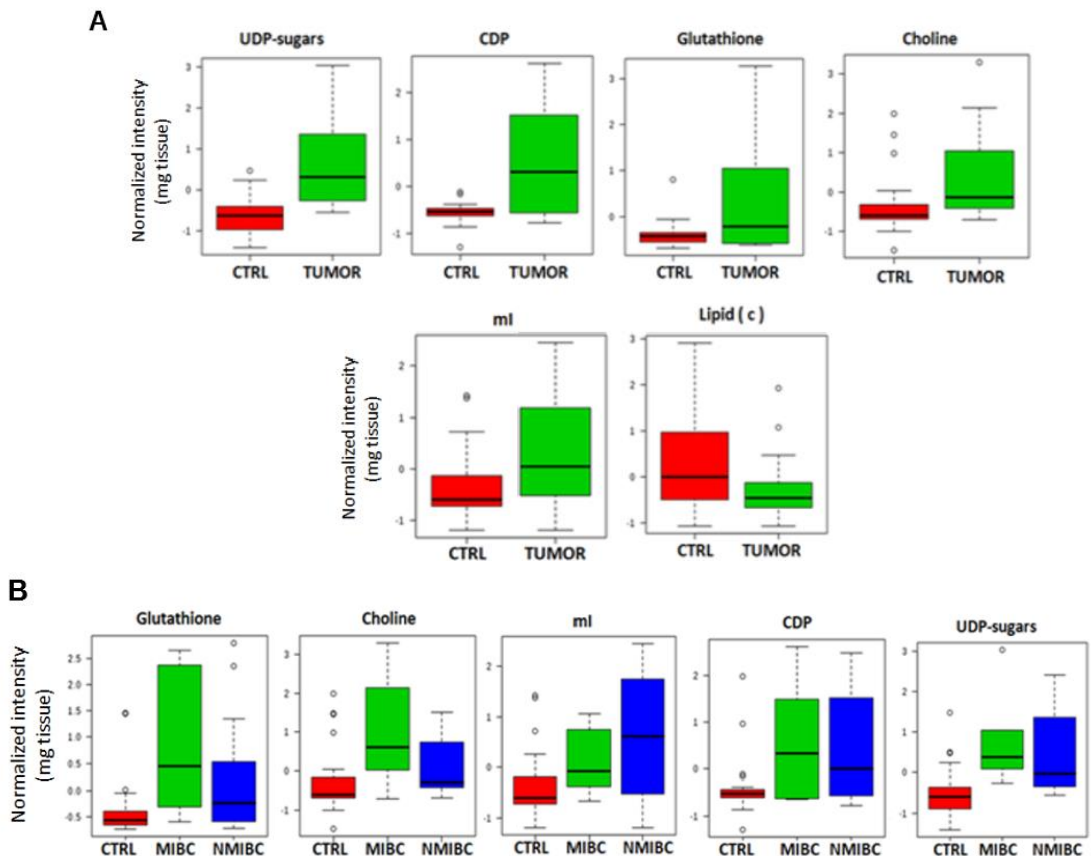 A
UDP-sugars
CDP
Glutathione
Choline
Normalized intensity
(mg tissue)
3
2
1
0
-1
CTRL TUMOR
2
1
0
-1
CTRL TUMOR
3
2
1
0
CTRL TUMOR
3
2
1
0
-1
CTRL TUMOR
mI
Lipid ( c )
Normalized intensity
(mg tissue)
2
1
0
-1
CTRL TUMOR
3
2
1
0
-1
CTRL TUMOR
B
Glutathione
Choline
mI
CDP
UDP-sugars
Normalized intensity
(mg tissue)
2.5
2.0
1.5
1.0
0.5
0.0
-0.5
CTRL MIBC NMIBC
3
2
1
0
-1
CTRL MIBC NMIBC
2
1
0
-1
CTRL MIBC NMIBC
2
1
0
-1
CTRL MIBC NMIBC
3
2
1
0
-1
CTRL MIBC NMIBC